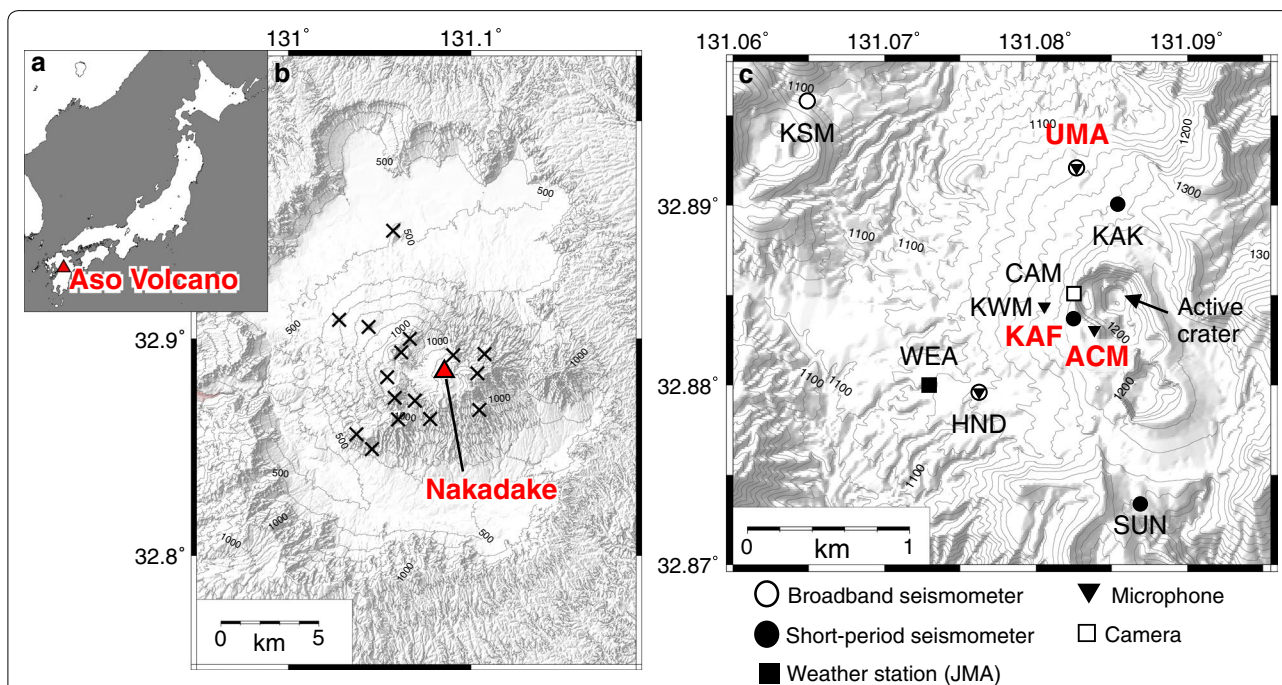 a
Aso Volcano
131˚
131.1˚
b
32.9˚
32.8˚
500
500
500
500
1000
1000
1000
1000
500
500
1000
1000
1000
Nakadake
0
5
km
131.06˚
131.07˚
131.08˚
131.09˚
c
32.89˚
32.88˚
32.87˚
1100
KSM
1100
UMA
1200
1300
KAK
1100
1100
130
CAM
KWM
Active
crater
KAF
ACM
1200
WEA
1100
1100
HND
1200
1100
SUN
0
1
km
Broadband seismometer
Microphone
Short-period seismometer
Camera
Weather station (JMA)